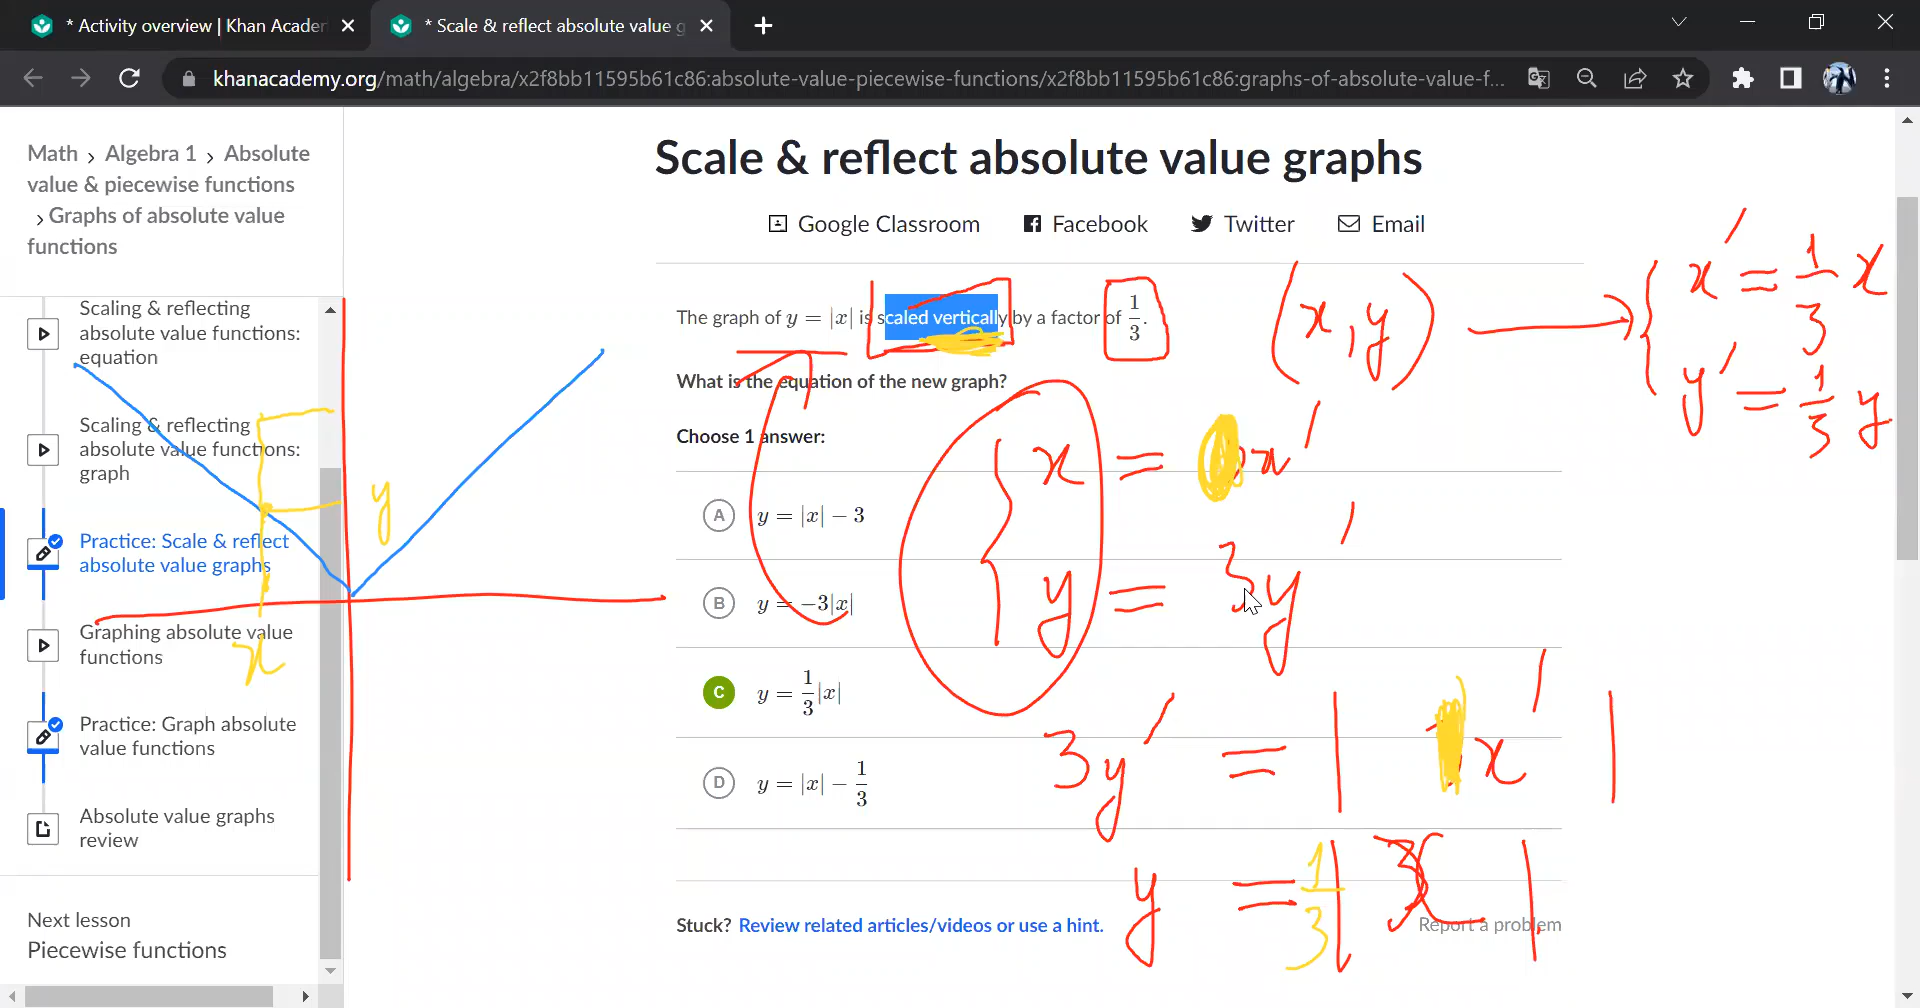 * Activity overview | Khan Acader
* Scale & reflect absolute value g
khanacademy.org/math/algebra/x2f8bb11595b61c86:absolute-value-piecewise-functions/x2f8bb11595b61c86:graphs-of-absolute-value-f...
Math > Algebra 1 > Absolute
value & piecewise functions
> Graphs of absolute value
functions
Scaling & reflecting
absolute value functions:
equation
Scaling & reflecting
absolute value functions:
graph
Practice: Scale & reflect
absolute value graphs
Graphing absolute value
functions
Practice: Graph absolute
value functions
Absolute value graphs
review
Next lesson
Piecewise functions
y
x
Scale & reflect absolute value graphs
Google Classroom Facebook Twitter Email
The graph of y = |x| is scaled vertically by a factor of 1/3.
What is the equation of the new graph?
Choose 1 answer:
A y = |x| − 3
B y = −3|x|
C y = 1/3|x|
D y = |x| − 1/3
Stuck? Review related articles/videos or use a hint.
Report a problem
(x, y)
x' = 1/3 x
y' = 1/3 y
x = x'
y = 3y'
3y' = | x' |
y = 1/3 | x |